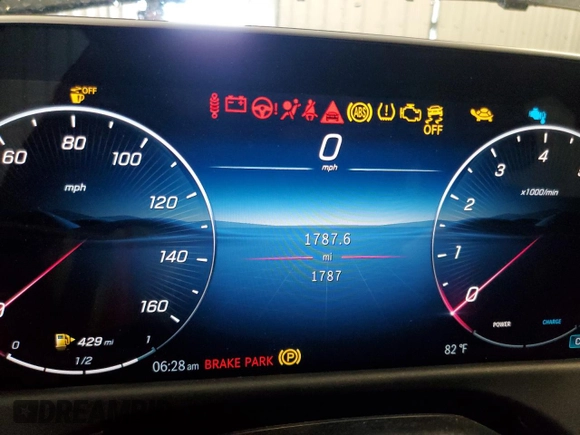 OFF
ABS
OFF
60 80 100 120 140 160
mph
0
mph
1 2 3 4
x1000/min
0
POWER CHARGE
1787.6
mi
1787
429 mi
0 1/2 1
06:28 am BRAKE PARK P
82 °F